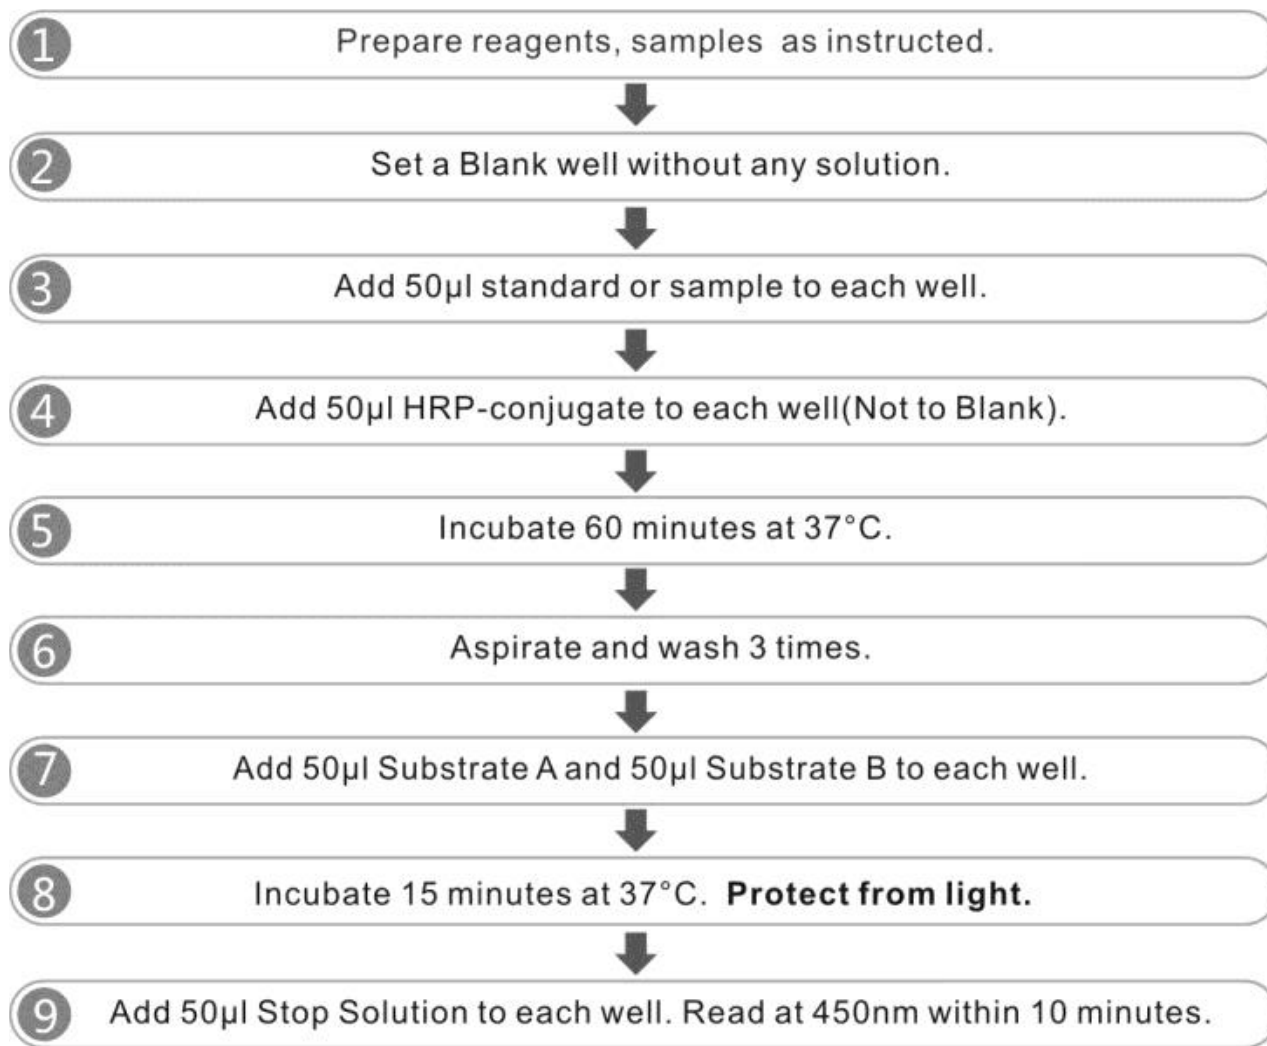 1 Prepare reagents, samples as instructed.
2 Set a Blank well without any solution.
3 Add 50µl standard or sample to each well.
4 Add 50µl HRP-conjugate to each well(Not to Blank).
5 Incubate 60 minutes at 37°C.
6 Aspirate and wash 3 times.
7 Add 50µl Substrate A and 50µl Substrate B to each well.
8 Incubate 15 minutes at 37°C. Protect from light.
9 Add 50µl Stop Solution to each well. Read at 450nm within 10 minutes.